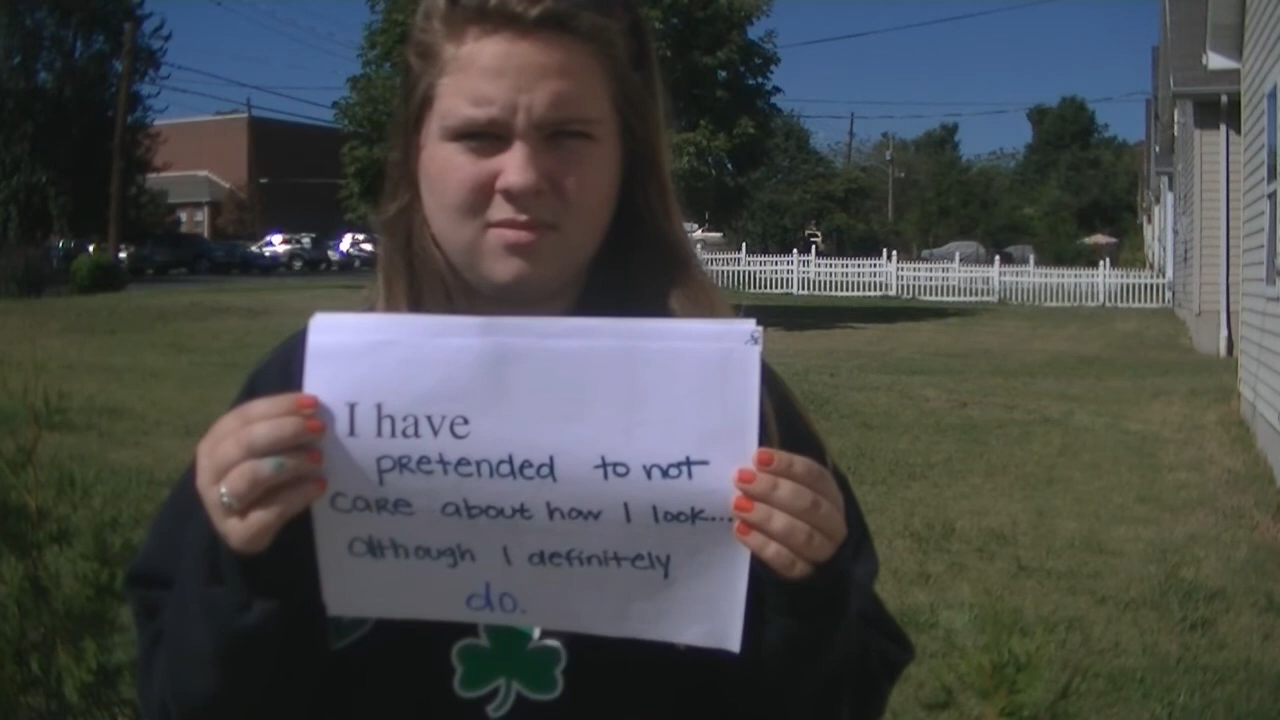 I have
pretended to not
care about how I look...
although I definitely
do.